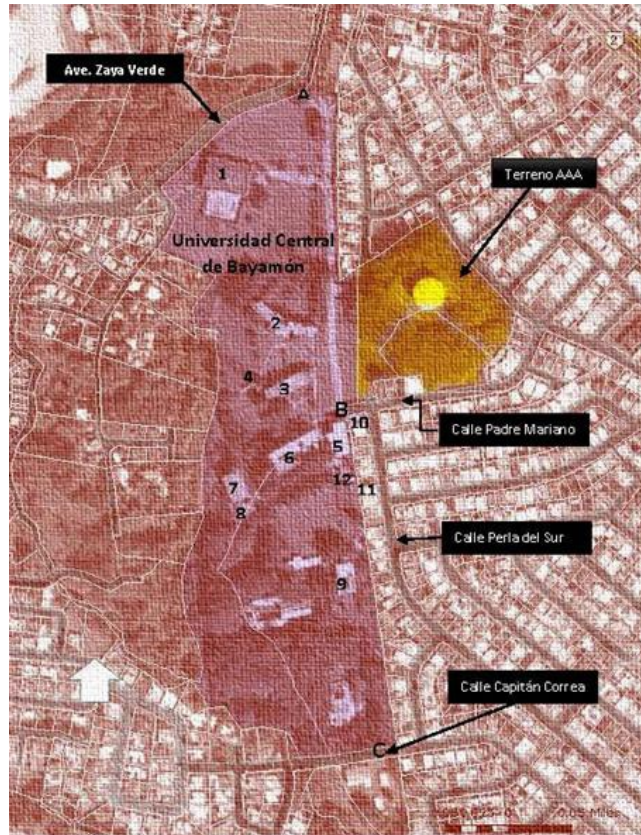 2
Ave. Zaya Verde
A
1
Terreno AAA
Universidad Central
de Bayamón
2
4
3
B
10
Calle Padre Mariano
5
6
12
7
11
8
Calle Perla del Sur
9
Calle Capitán Correa
C